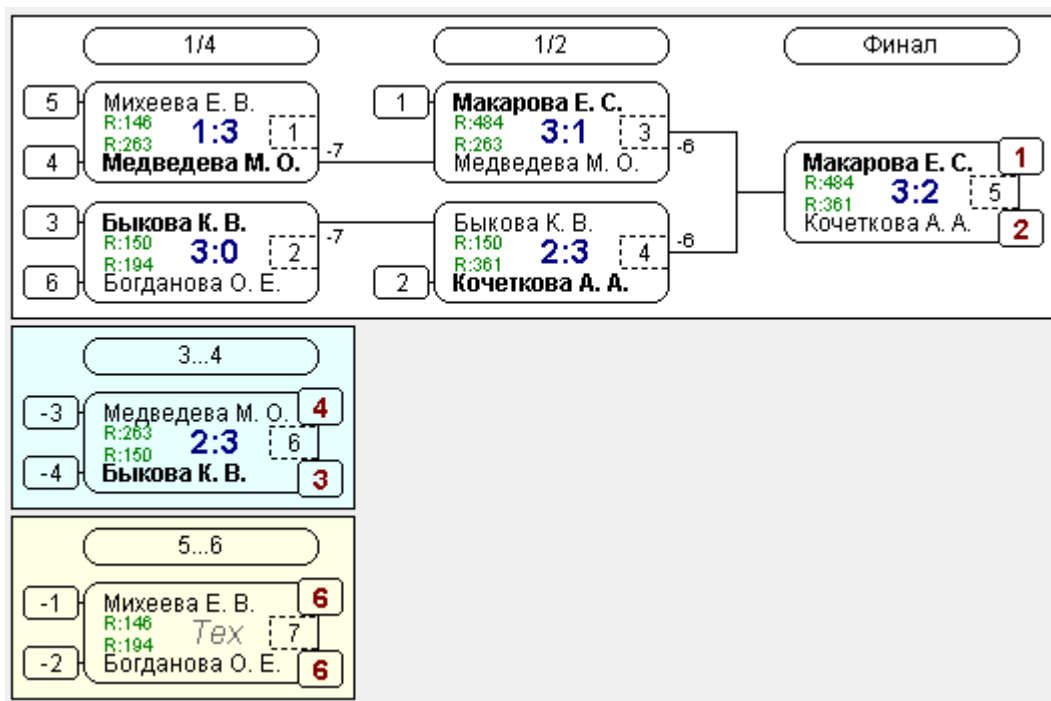 1/4
1/2
Финал
5
Михеева Е. В.
R:146
R:263
1:3
1
4
Медведева М. О.
-7
1
Макарова Е. С.
R:484
R:263
3:1
3
Медведева М. О.
-6
Макарова Е. С.
1
R:484
R:361
3:2
5
Кочеткова А. А.
2
3
Быкова К. В.
R:150
R:194
3:0
2
6
Богданова О. Е.
-7
Быкова К. В.
R:150
R:361
2:3
4
2
Кочеткова А. А.
-6
3...4
-3
Медведева М. О.
4
R:263
R:150
2:3
6
-4
Быкова К. В.
3
5...6
-1
Михеева Е. В.
6
R:146
R:194
Тех
7
-2
Богданова О. Е.
6